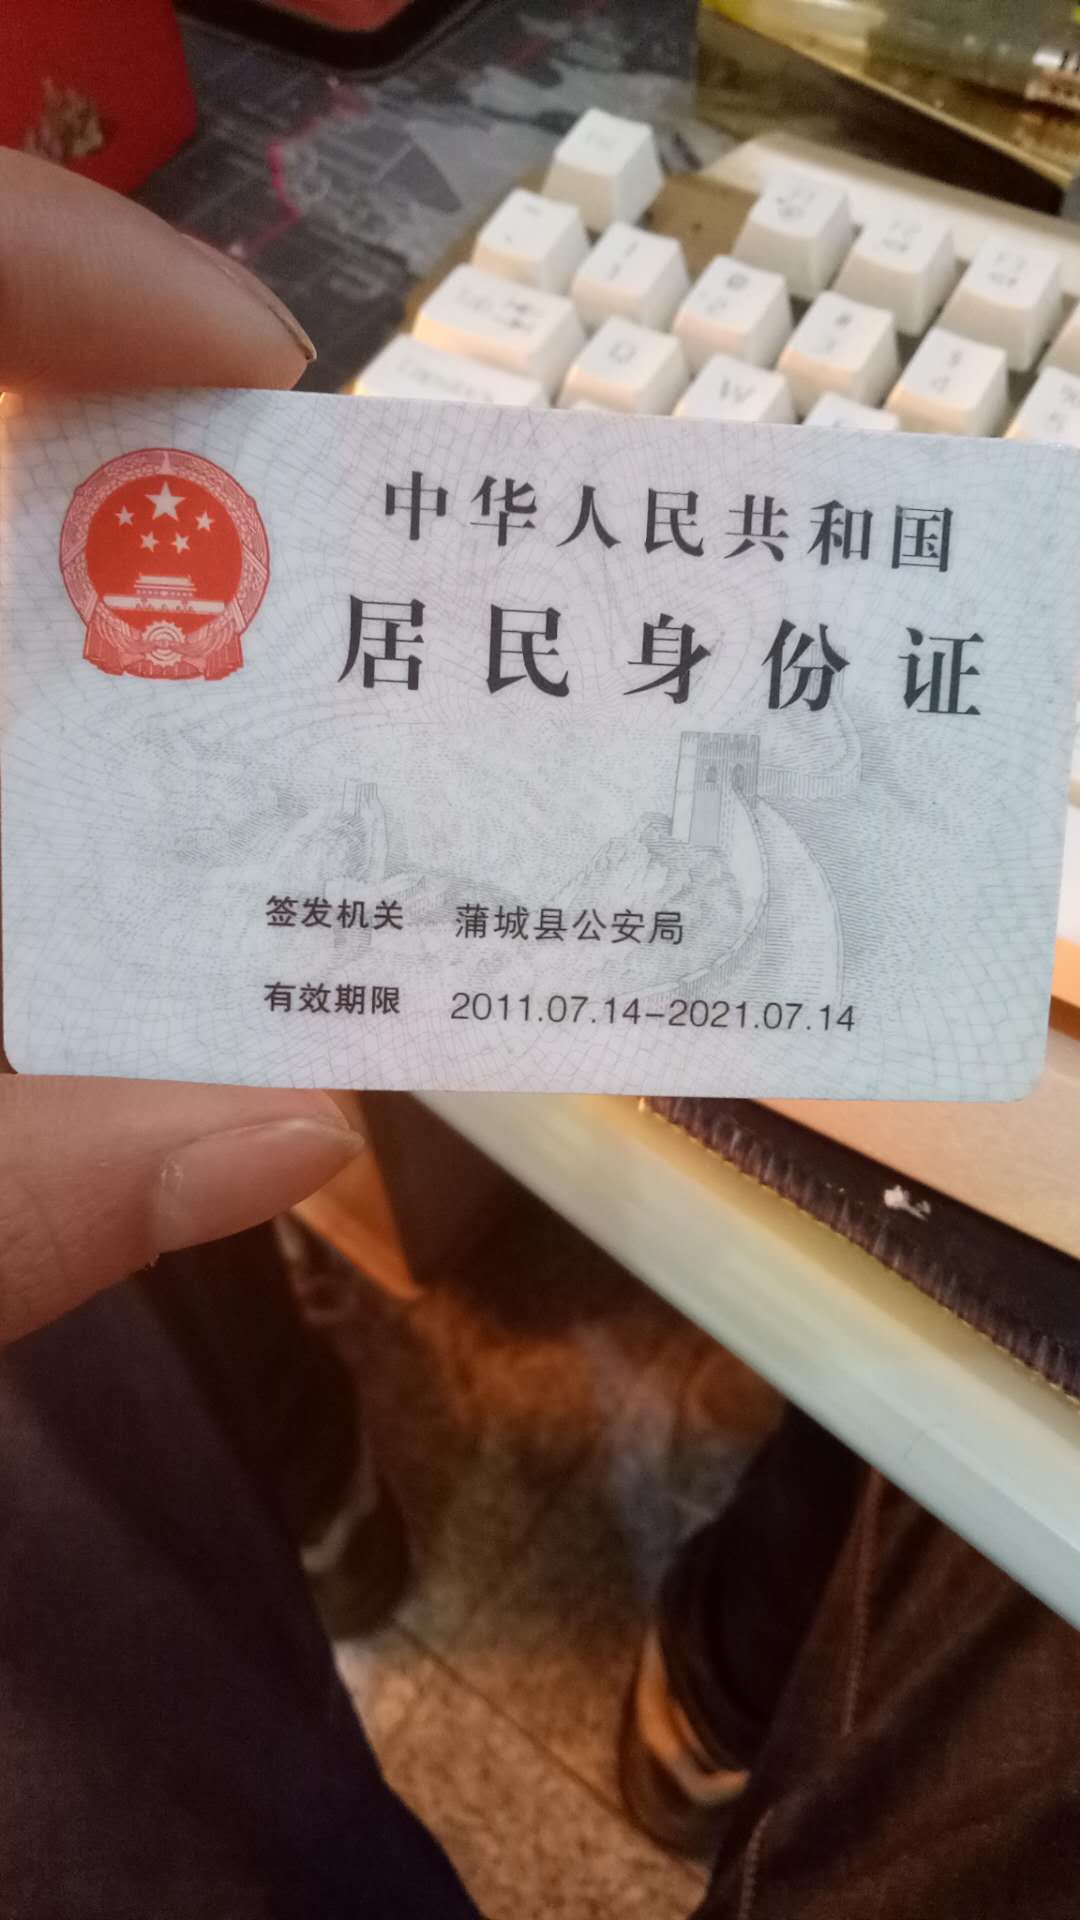 中华人民共和国
居民身份证
签发机关 蒲城县公安局
有效期限 2011.07.14-2021.07.14
Q
W